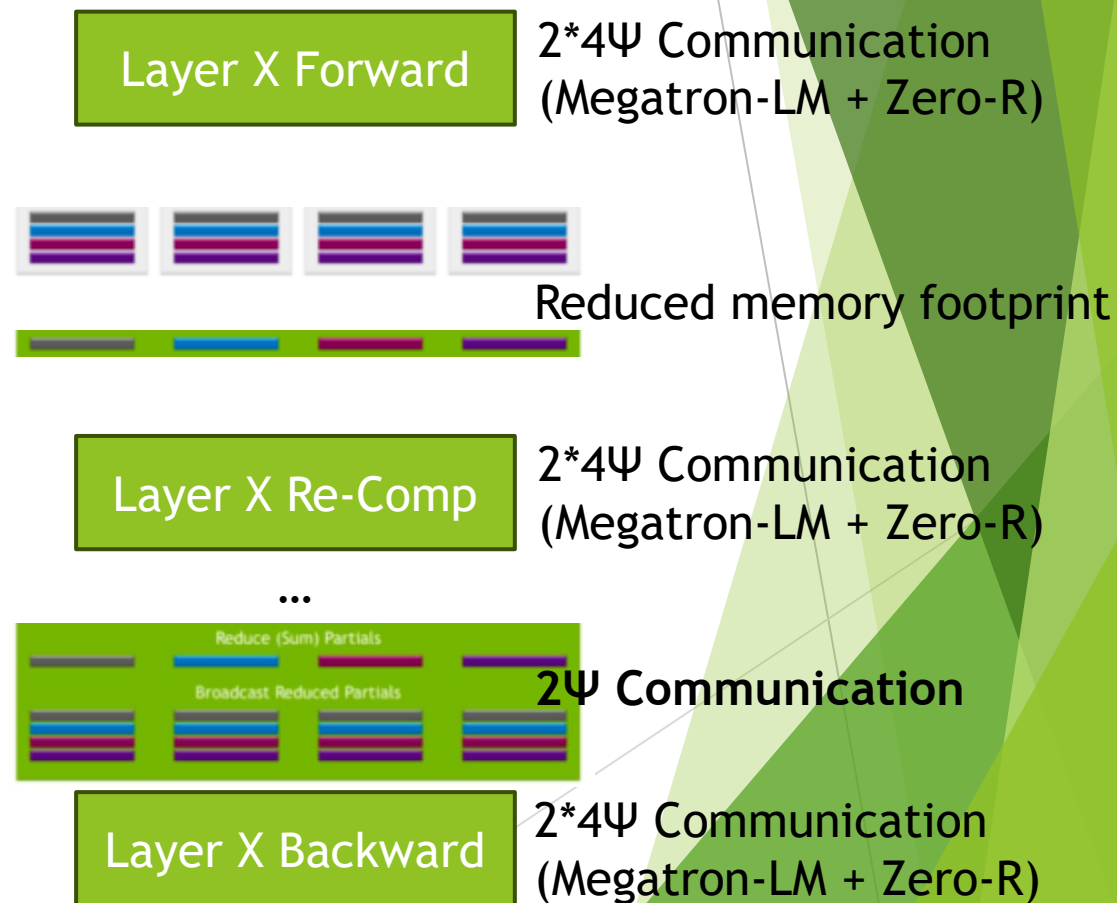 Layer X Forward
2*4Ψ Communication
(Megatron-LM + Zero-R)
Reduced memory footprint
Layer X Re-Comp
2*4Ψ Communication
(Megatron-LM + Zero-R)
...
Reduce (Sum) Partials
Broadcast Reduced Partials
2Ψ Communication
Layer X Backward
2*4Ψ Communication
(Megatron-LM + Zero-R)